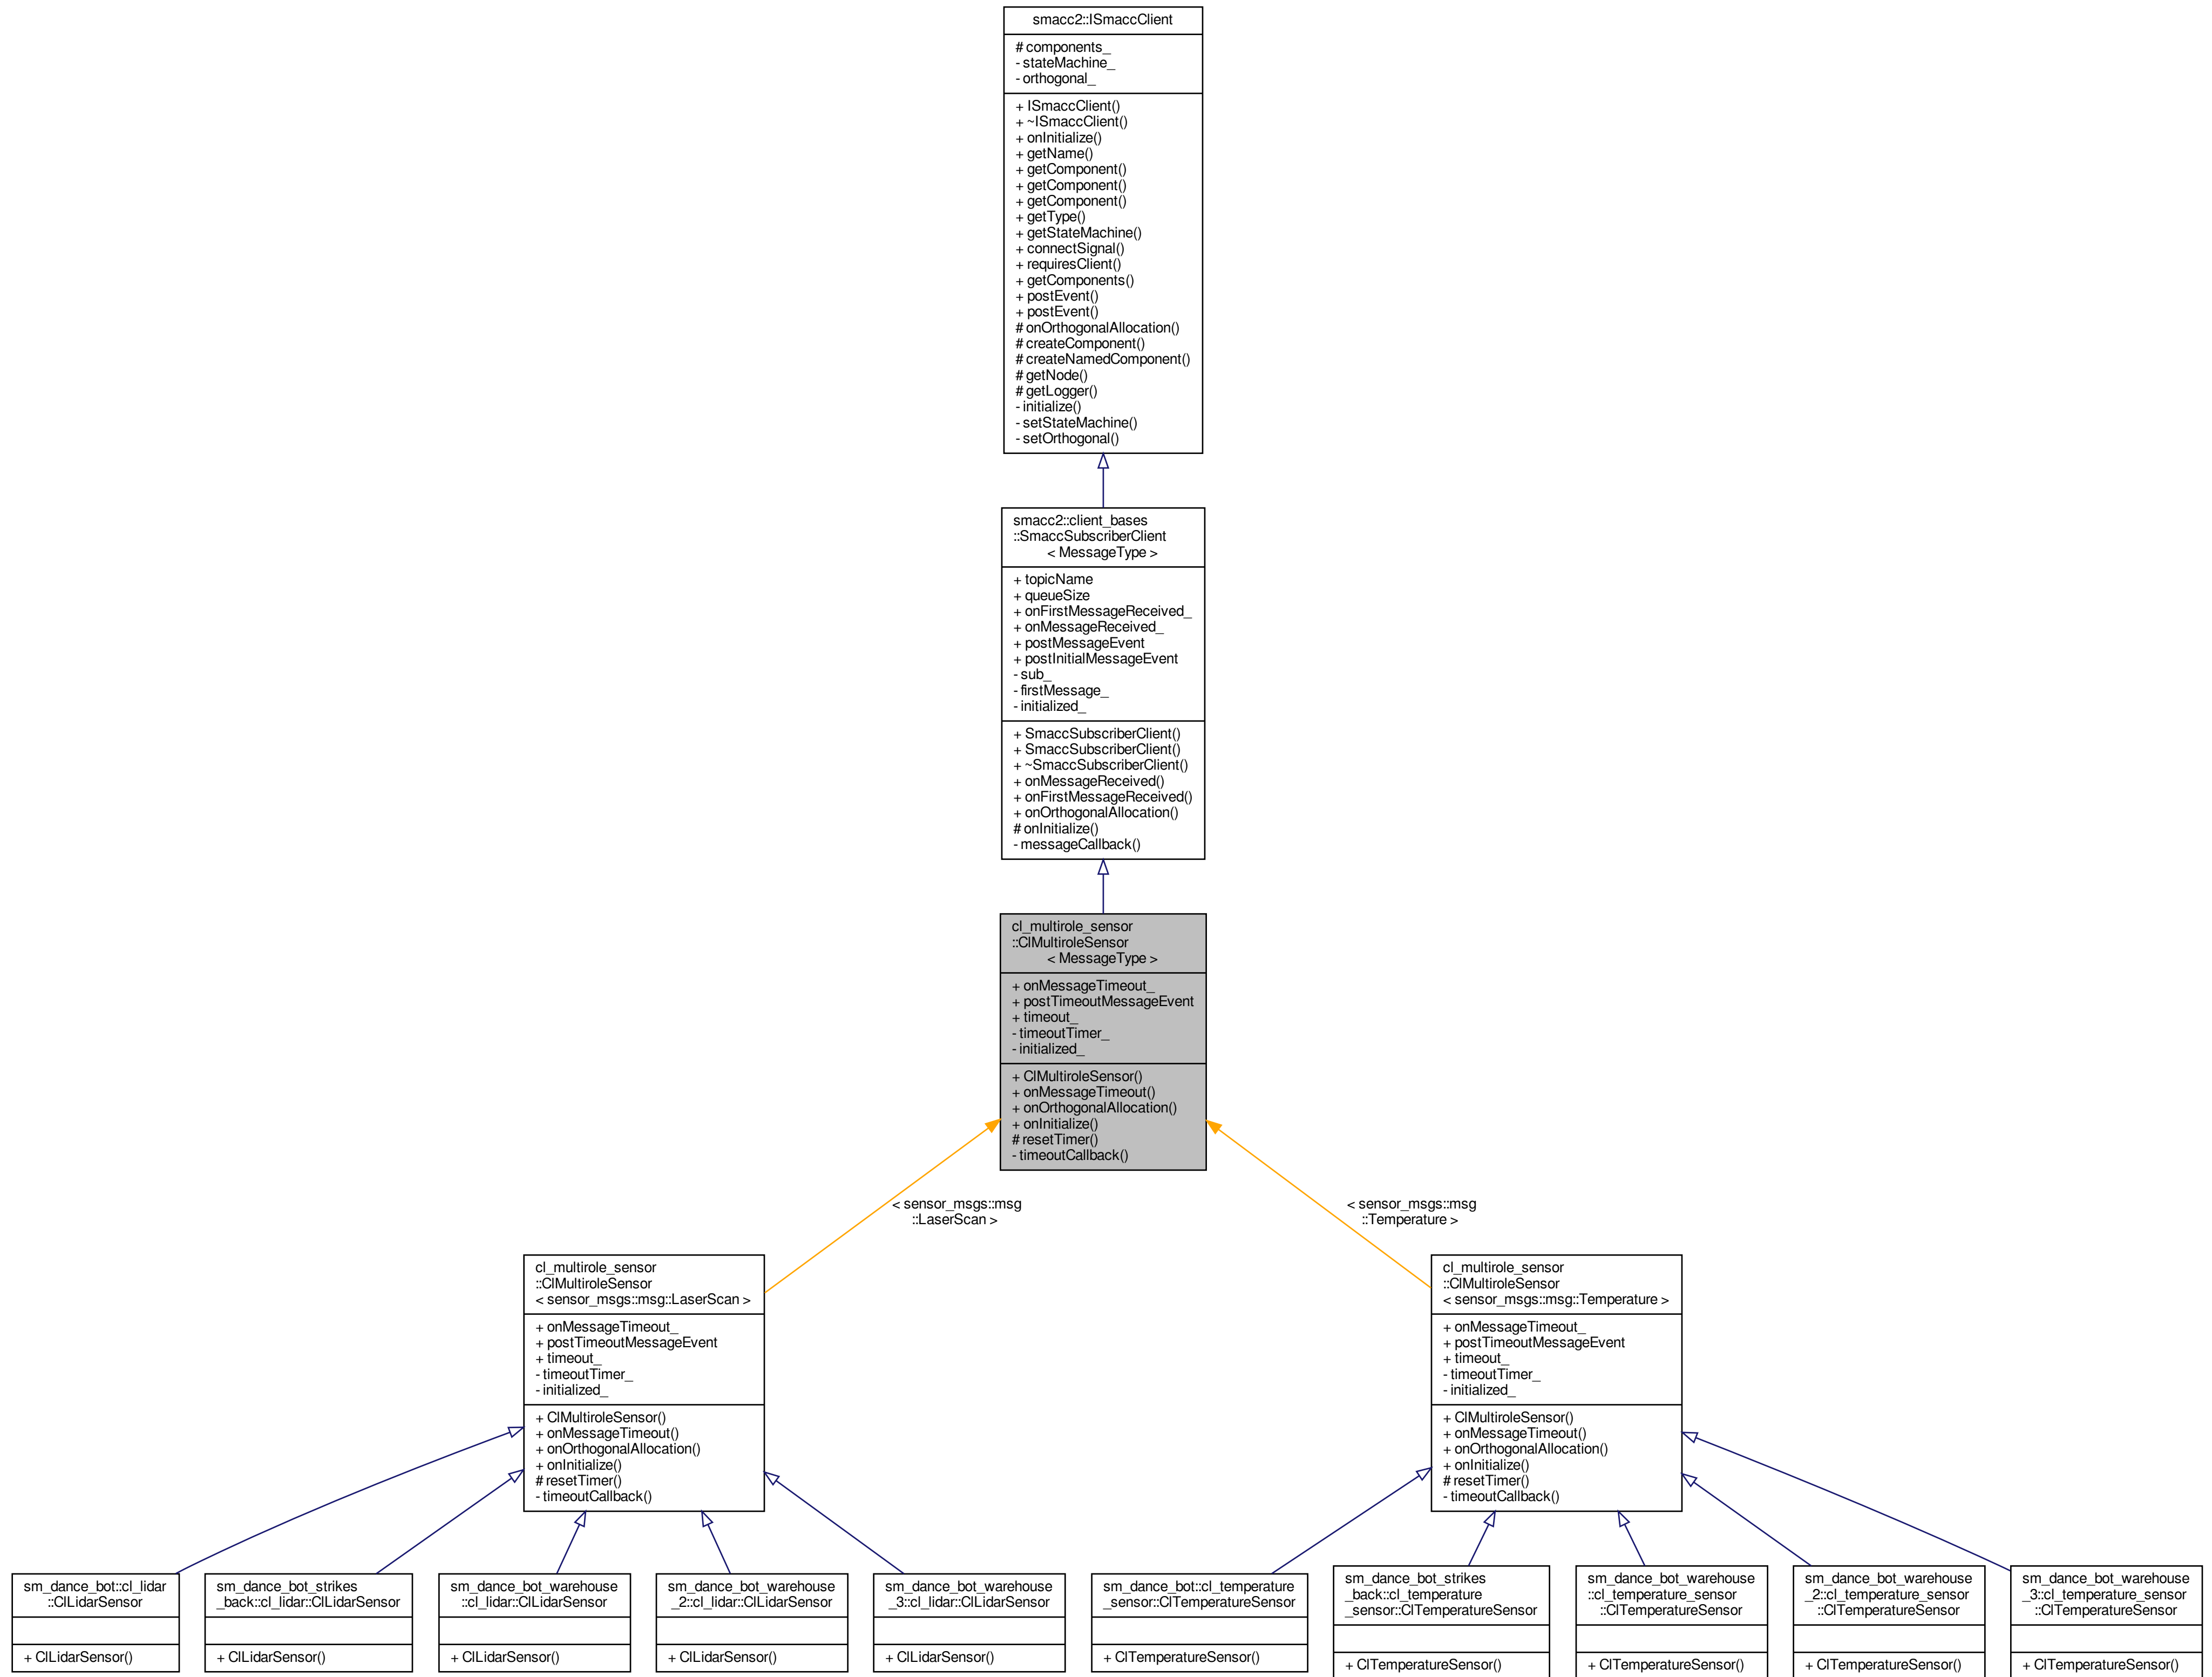 smacc2::ISmaccClient
# components_
- stateMachine_
- orthogonal_
+ ISmaccClient()
+ ~ISmaccClient()
+ onInitialize()
+ getName()
+ getComponent()
+ getComponent()
+ getComponent()
+ getType()
+ getStateMachine()
+ connectSignal()
+ requiresClient()
+ getComponents()
+ postEvent()
+ postEvent()
# onOrthogonalAllocation()
# createComponent()
# createNamedComponent()
# getNode()
# getLogger()
- initialize()
- setStateMachine()
- setOrthogonal()
smacc2::client_bases
::SmaccSubscriberClient
< MessageType >
+ topicName
+ queueSize
+ onFirstMessageReceived_
+ onMessageReceived_
+ postMessageEvent
+ postInitialMessageEvent
- sub_
- firstMessage_
- initialized_
+ SmaccSubscriberClient()
+ SmaccSubscriberClient()
+ ~SmaccSubscriberClient()
+ onMessageReceived()
+ onFirstMessageReceived()
+ onOrthogonalAllocation()
# onInitialize()
- messageCallback()
cl_multirole_sensor
::ClMultiroleSensor
< MessageType >
+ onMessageTimeout_
+ postTimeoutMessageEvent
+ timeout_
- timeoutTimer_
- initialized_
+ ClMultiroleSensor()
+ onMessageTimeout()
+ onOrthogonalAllocation()
+ onInitialize()
# resetTimer()
- timeoutCallback()
< sensor_msgs::msg
::LaserScan >
< sensor_msgs::msg
::Temperature >
cl_multirole_sensor
::ClMultiroleSensor
< sensor_msgs::msg::LaserScan >
+ onMessageTimeout_
+ postTimeoutMessageEvent
+ timeout_
- timeoutTimer_
- initialized_
+ ClMultiroleSensor()
+ onMessageTimeout()
+ onOrthogonalAllocation()
+ onInitialize()
# resetTimer()
- timeoutCallback()
cl_multirole_sensor
::ClMultiroleSensor
< sensor_msgs::msg::Temperature >
+ onMessageTimeout_
+ postTimeoutMessageEvent
+ timeout_
- timeoutTimer_
- initialized_
+ ClMultiroleSensor()
+ onMessageTimeout()
+ onOrthogonalAllocation()
+ onInitialize()
# resetTimer()
- timeoutCallback()
sm_dance_bot::cl_lidar
::ClLidarSensor
+ ClLidarSensor()
sm_dance_bot_strikes
_back::cl_lidar::ClLidarSensor
+ ClLidarSensor()
sm_dance_bot_warehouse
::cl_lidar::ClLidarSensor
+ ClLidarSensor()
sm_dance_bot_warehouse
_2::cl_lidar::ClLidarSensor
+ ClLidarSensor()
sm_dance_bot_warehouse
_3::cl_lidar::ClLidarSensor
+ ClLidarSensor()
sm_dance_bot::cl_temperature
_sensor::ClTemperatureSensor
+ ClTemperatureSensor()
sm_dance_bot_strikes
_back::cl_temperature
_sensor::ClTemperatureSensor
+ ClTemperatureSensor()
sm_dance_bot_warehouse
::cl_temperature_sensor
::ClTemperatureSensor
+ ClTemperatureSensor()
sm_dance_bot_warehouse
_2::cl_temperature_sensor
::ClTemperatureSensor
+ ClTemperatureSensor()
sm_dance_bot_warehouse
_3::cl_temperature_sensor
::ClTemperatureSensor
+ ClTemperatureSensor()